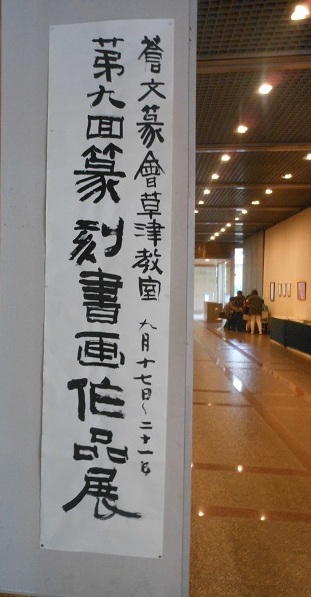 薈文篆會草津教室 九月十七日~二十一日
第九回篆刻書画作品展